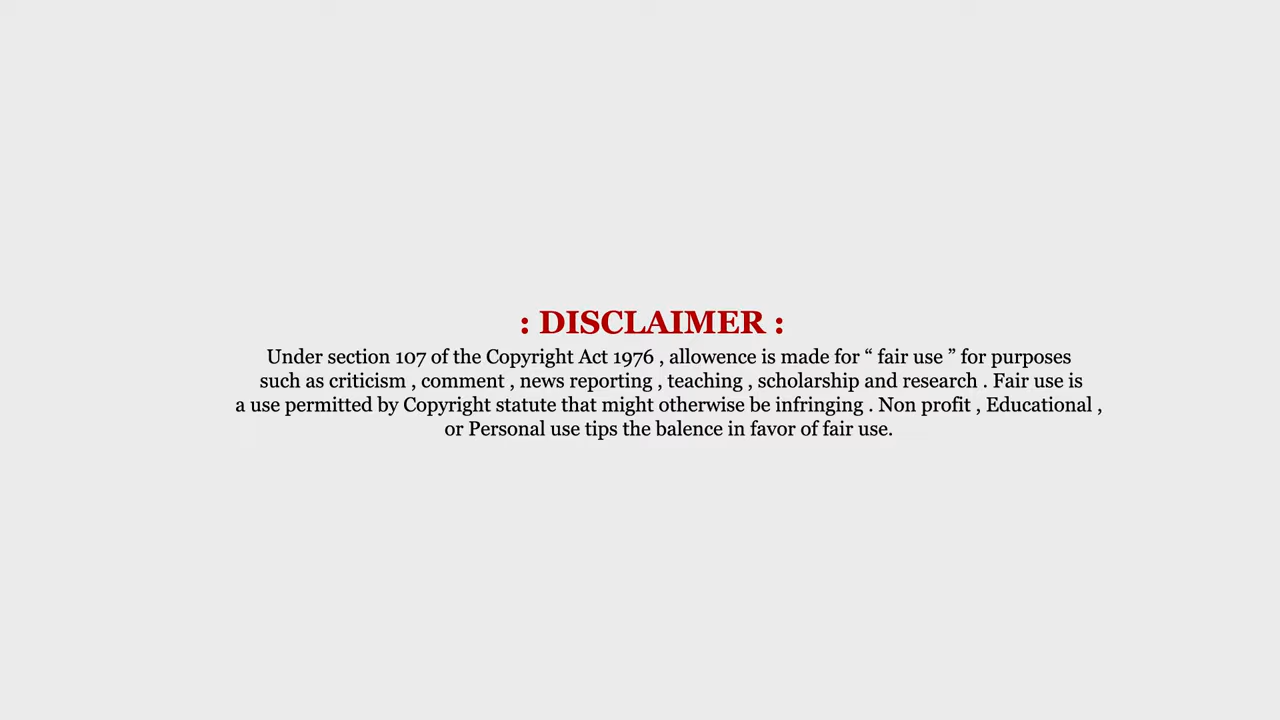 : DISCLAIMER :
Under section 107 of the Copyright Act 1976 , allowence is made for “ fair use ” for purposes
such as criticism , comment , news reporting , teaching , scholarship and research . Fair use is
a use permitted by Copyright statute that might otherwise be infringing . Non profit , Educational ,
or Personal use tips the balence in favor of fair use.